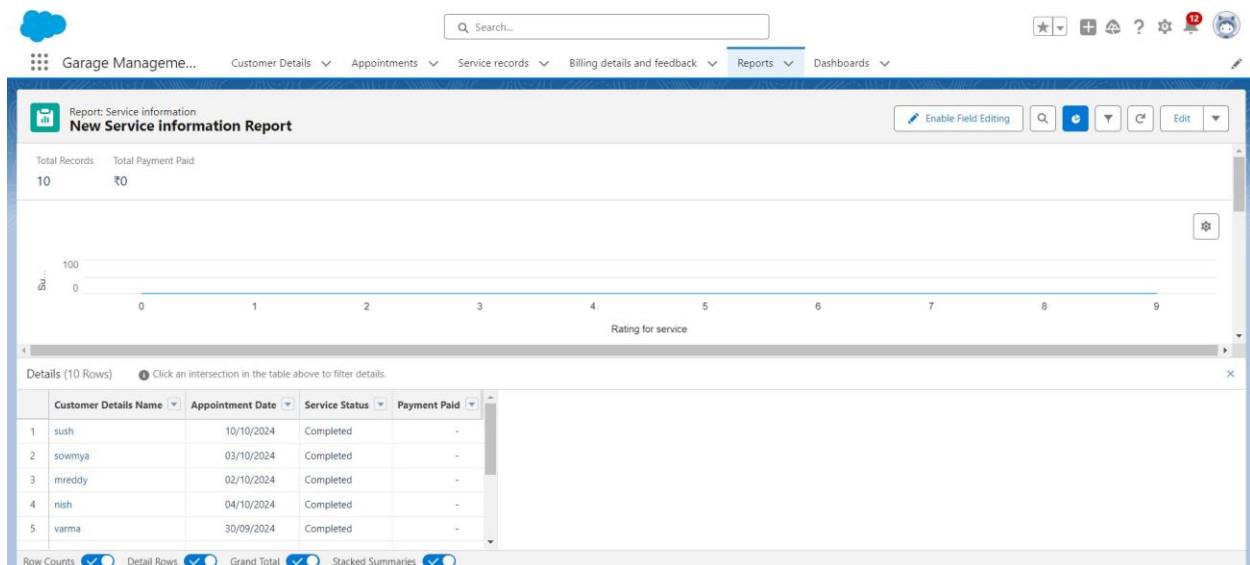 Search...
12
Garage Manageme... Customer Details Appointments Service records Billing details and feedback Reports Dashboards
Report: Service information
New Service information Report
Enable Field Editing
Edit
Total Records Total Payment Paid
10 ₹0
Su...
100
0
0 1 2 3 4 5 6 7 8 9
Rating for service
Details (10 Rows) Click an intersection in the table above to filter details.
Customer Details Name Appointment Date Service Status Payment Paid
1 sush 10/10/2024 Completed -
2 sowmya 03/10/2024 Completed -
3 mreddy 02/10/2024 Completed -
4 nish 04/10/2024 Completed -
5 varma 30/09/2024 Completed -
Row Counts Detail Rows Grand Total Stacked Summaries